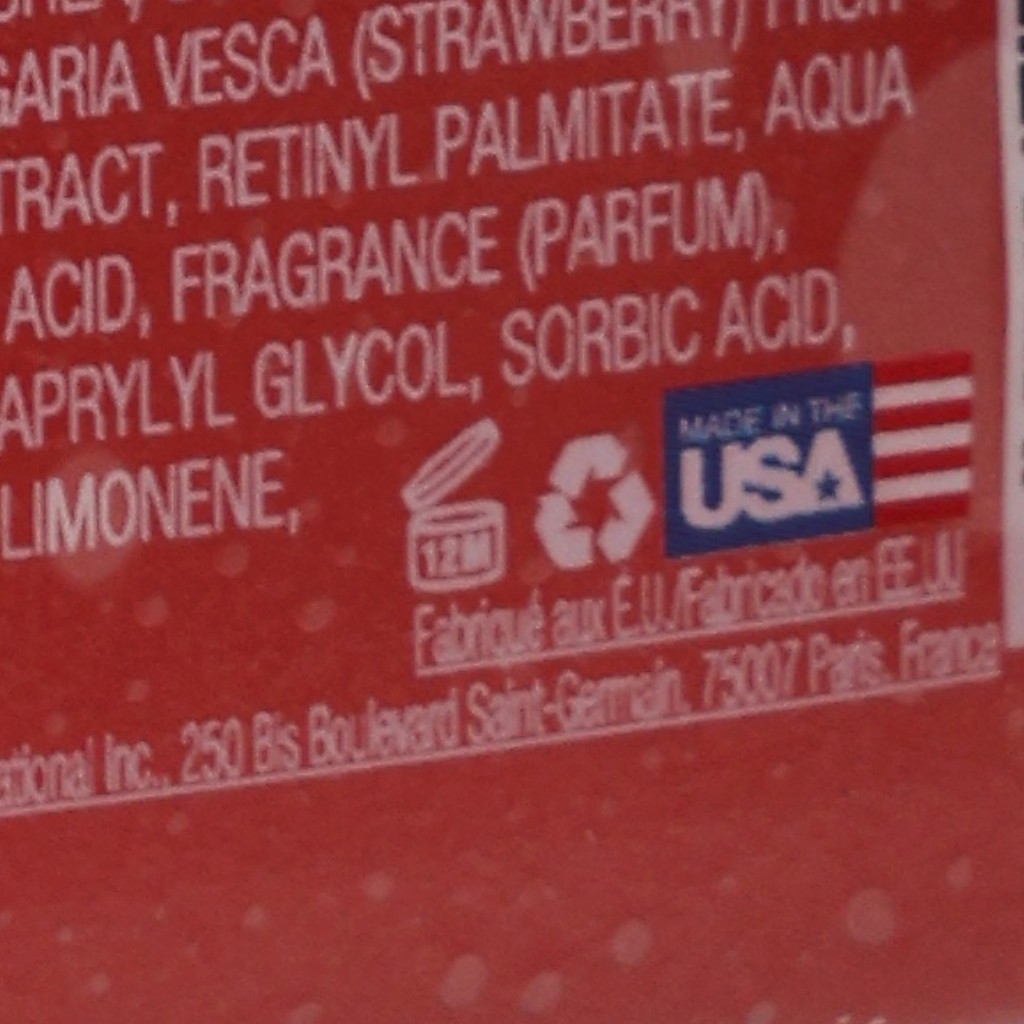 GARIA VESCA (STRAWBERRY) FRUIT
TRACT, RETINYL PALMITATE, AQUA
ACID, FRAGRANCE (PARFUM),
APRYLYL GLYCOL, SORBIC ACID,
LIMONENE,
12M
MADE IN THE
USA
Fabriqué aux É.U./Fabricado en EE.UU
ational Inc., 250 Bis Boulevard Saint-Germain, 75007 Paris, France